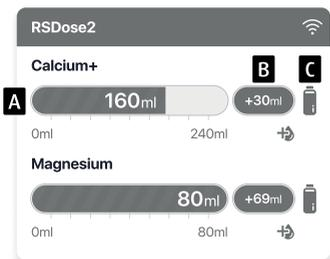 RSDose2
Calcium+
B C
A 160ml +30ml
0ml 240ml
Magnesium
80ml +69ml
0ml 80ml